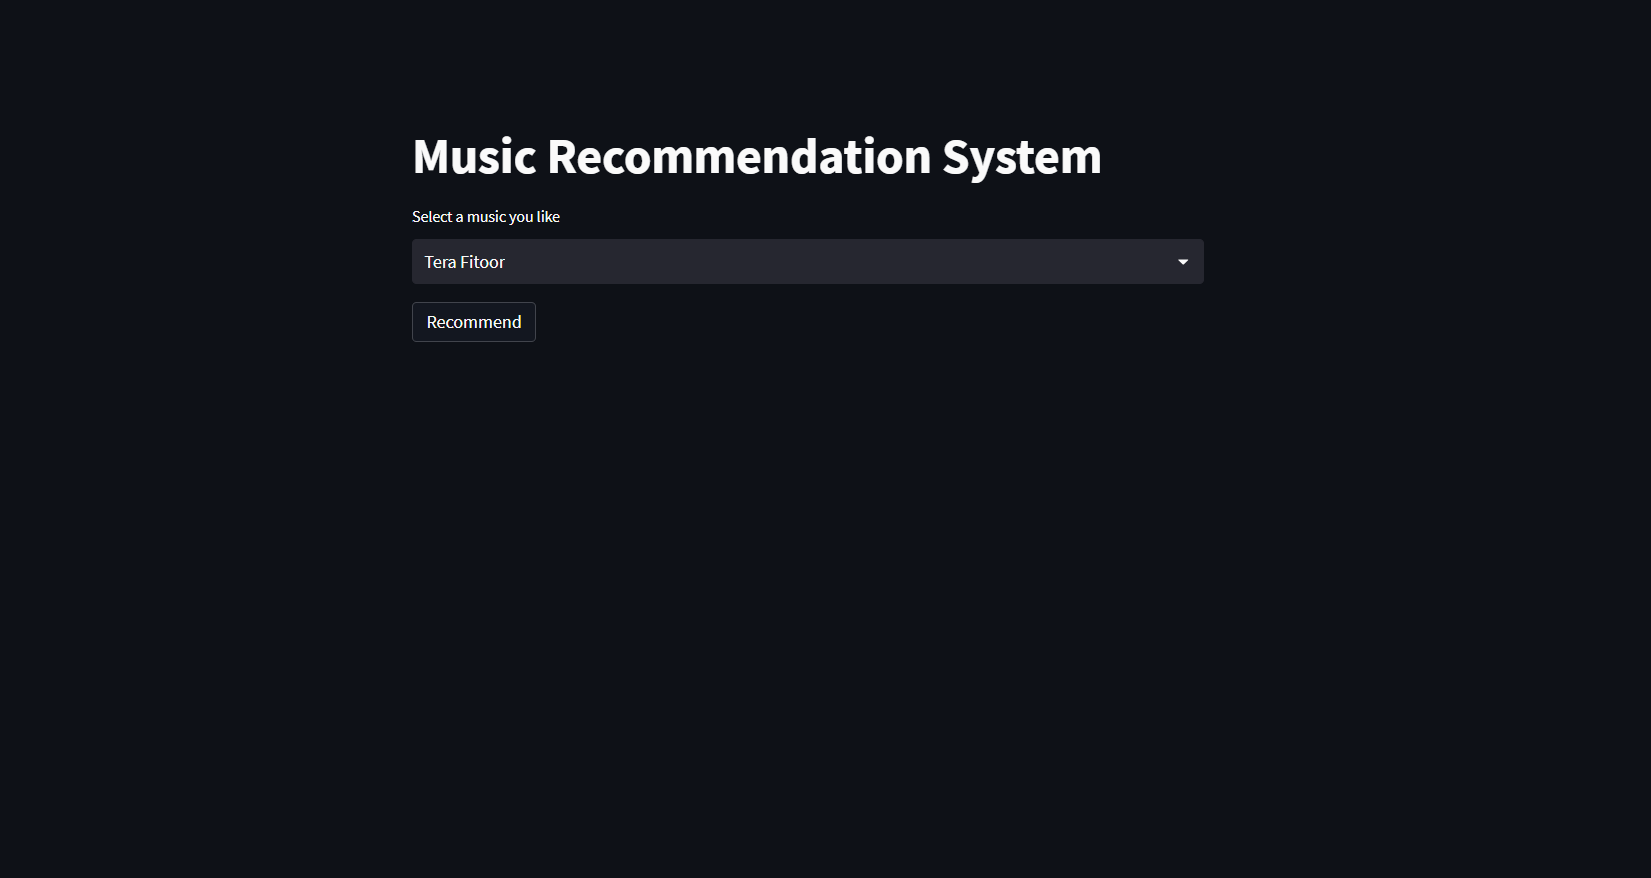 Music Recommendation System
Select a music you like
Tera Fitoor
Recommend